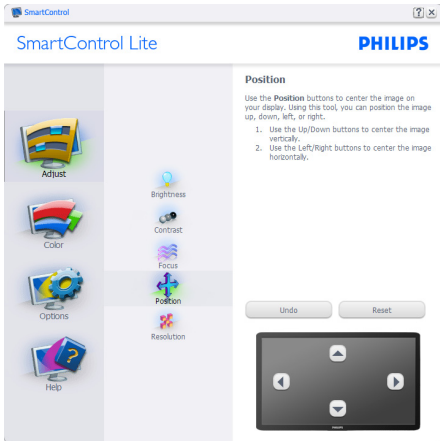 SmartControl
SmartControl Lite
PHILIPS
Adjust
Color
Options
Help
Brightness
Contrast
Focus
Position
Resolution
Position
Use the Position buttons to center the image on
your display. Using this tool, you can position the image
up, down, left, or right.
1. Use the Up/Down buttons to center the image
vertically.
2. Use the Left/Right buttons to center the image
horizontally.
Undo
Reset
PHILIPS